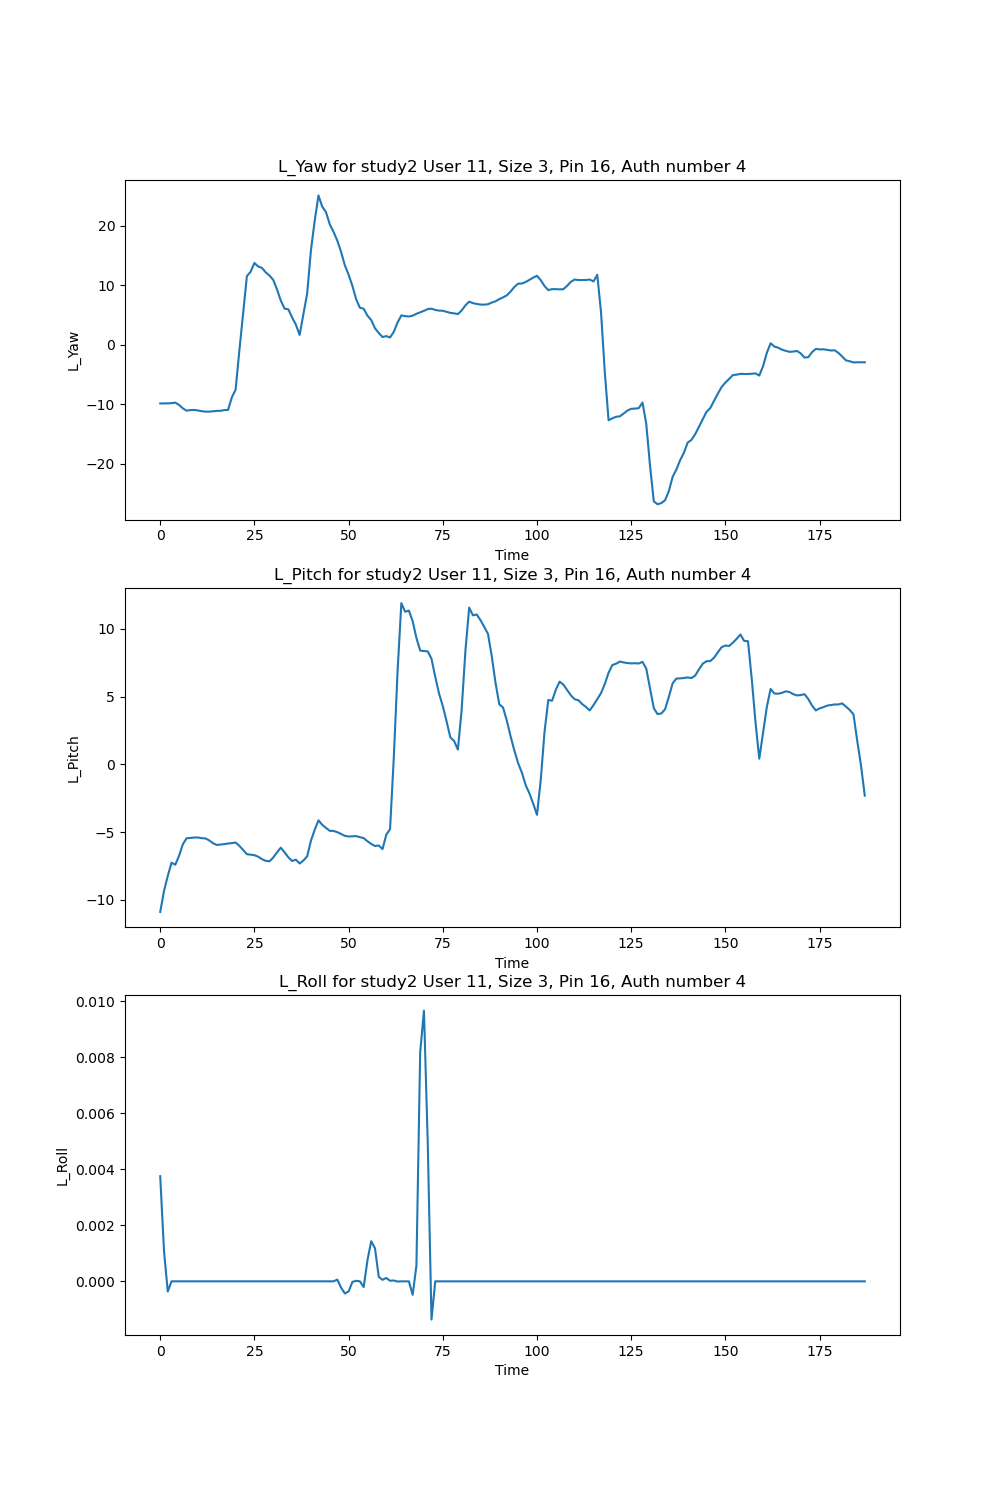 L_Yaw for study2 User 11, Size 3, Pin 16, Auth number 4
20
10
0
−10
−20
L_Yaw
0 25 50 75 100 125 150 175
Time
L_Pitch for study2 User 11, Size 3, Pin 16, Auth number 4
10
5
0
−5
−10
L_Pitch
0 25 50 75 100 125 150 175
Time
L_Roll for study2 User 11, Size 3, Pin 16, Auth number 4
0.010
0.008
0.006
0.004
0.002
0.000
L_Roll
0 25 50 75 100 125 150 175
Time